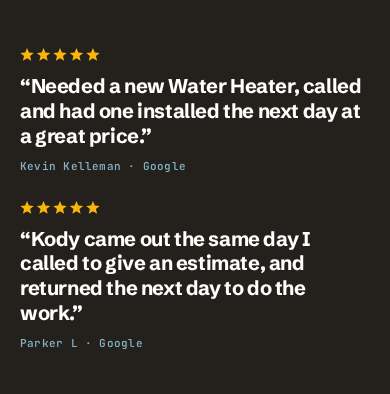 “Needed a new Water Heater, called
and had one installed the next day at
a great price.”
Kevin Kelleman · Google
“Kody came out the same day I
called to give an estimate, and
returned the next day to do the
work.”
Parker L · Google